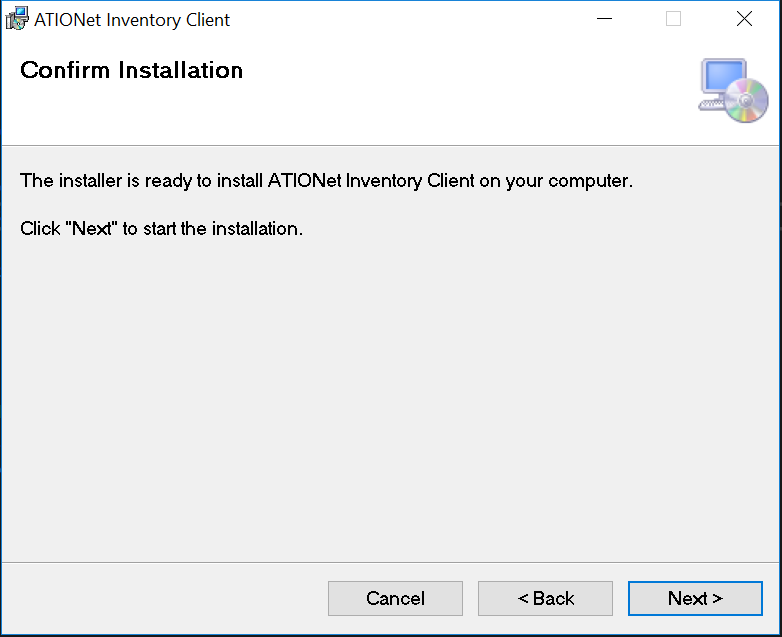 ATIONet Inventory Client
Confirm Installation
The installer is ready to install ATIONet Inventory Client on your computer.
Click "Next" to start the installation.
Cancel
< Back
Next >